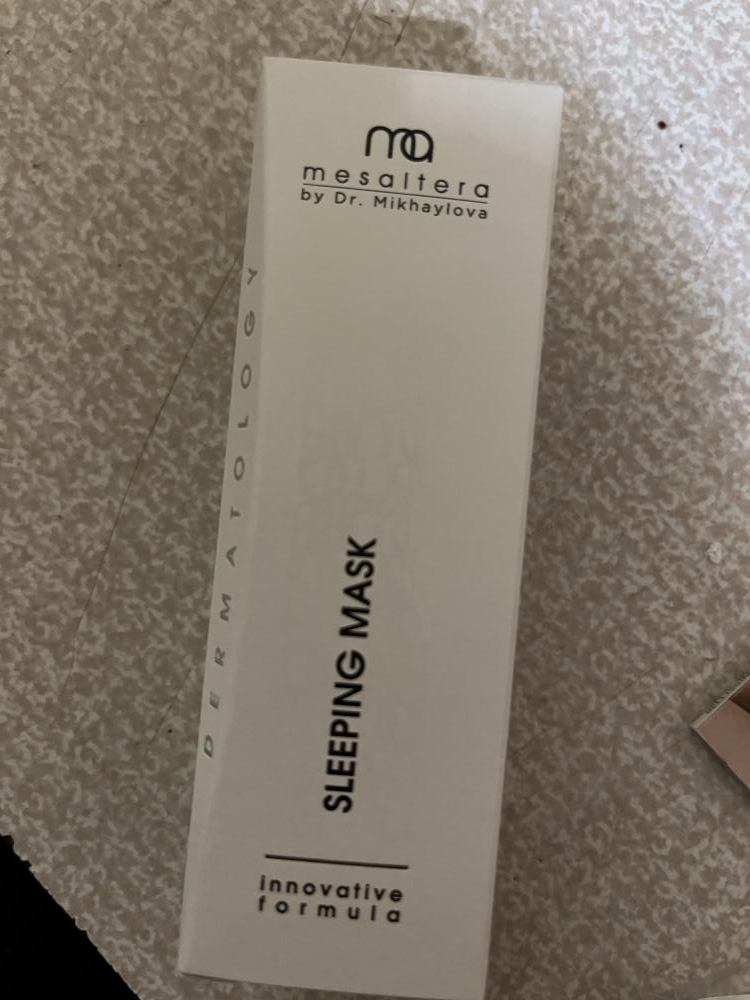 ma
mesaltera
by Dr. Mikhaylova
DERMATOLOGY
SLEEPING MASK
innovative
formula